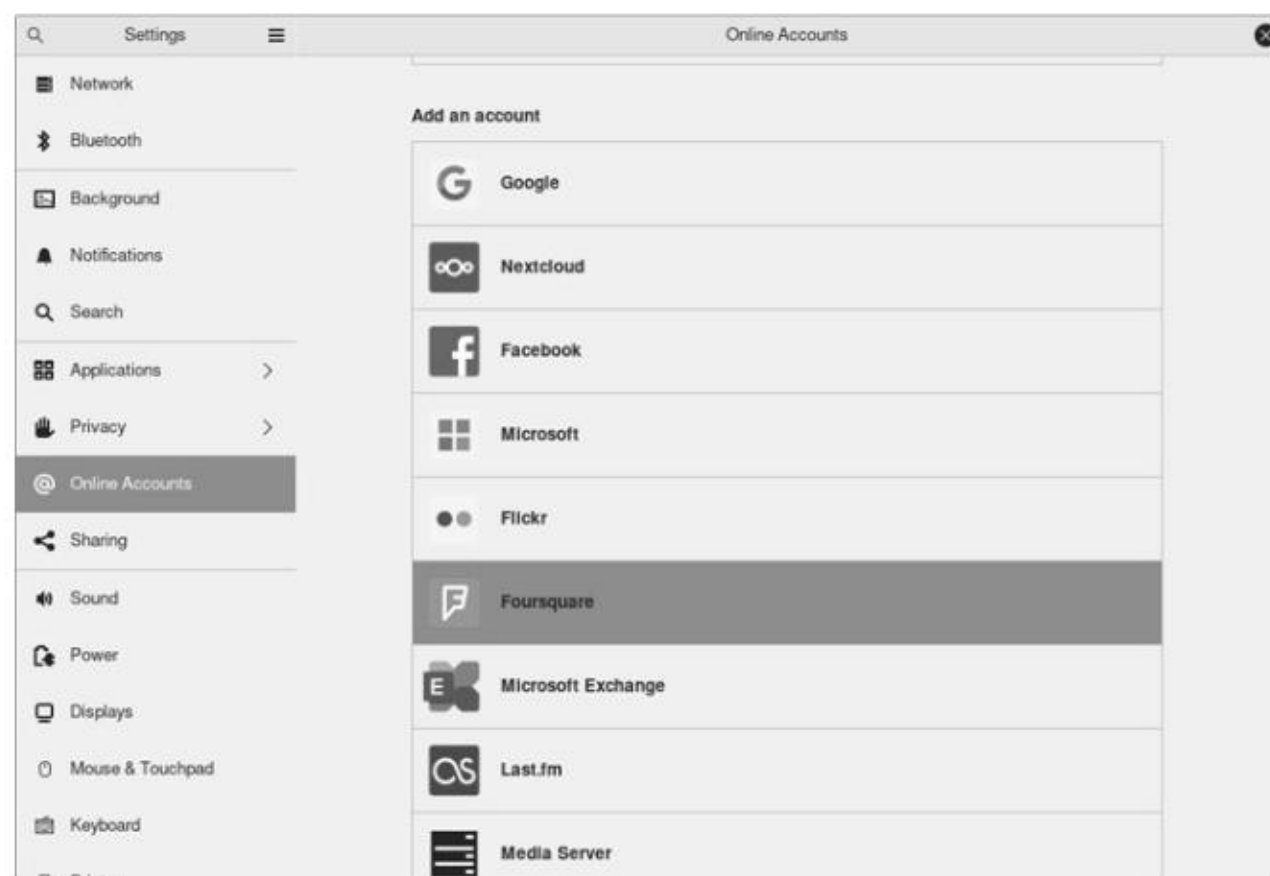 Settings
Online Accounts
Network
Bluetooth
Background
Notifications
Search
Applications
Privacy
Online Accounts
Sharing
Sound
Power
Displays
Mouse & Touchpad
Keyboard
Add an account
Google
Nextcloud
Facebook
Microsoft
Flickr
Foursquare
E
Microsoft Exchange
Last.fm
Media Server